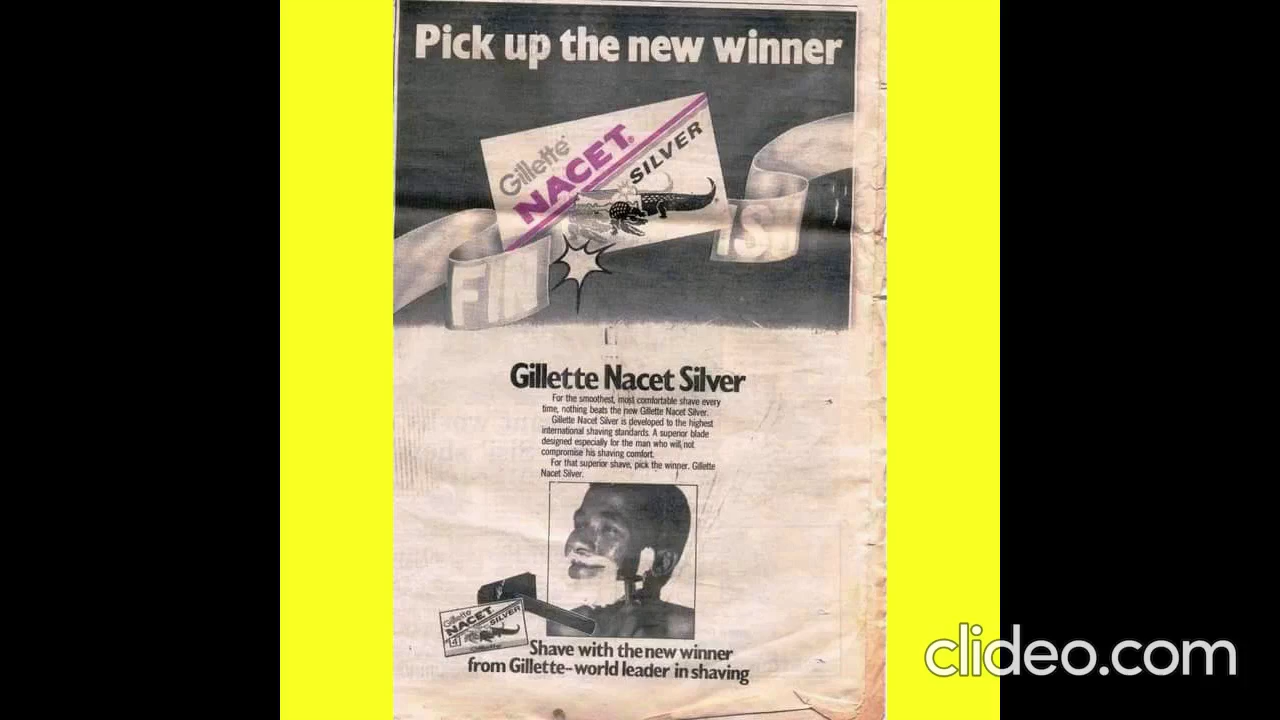 Pick up the new winner
Gillette
NACET
SILVER
FIN
ISH
Gillette Nacet Silver
For the smoothest, most comfortable shave every
time, nothing beats the new Gillette Nacet Silver.
Gillette Nacet Silver is developed to the highest
international shaving standards. A superior blade
designed especially for the man who will not
compromise his shaving comfort.
For that superior shave, pick the winner. Gillette
Nacet Silver.
Gillette
NACET
SILVER
4
Gillette
Shave with the new winner
from Gillette-world leader in shaving
clideo.com